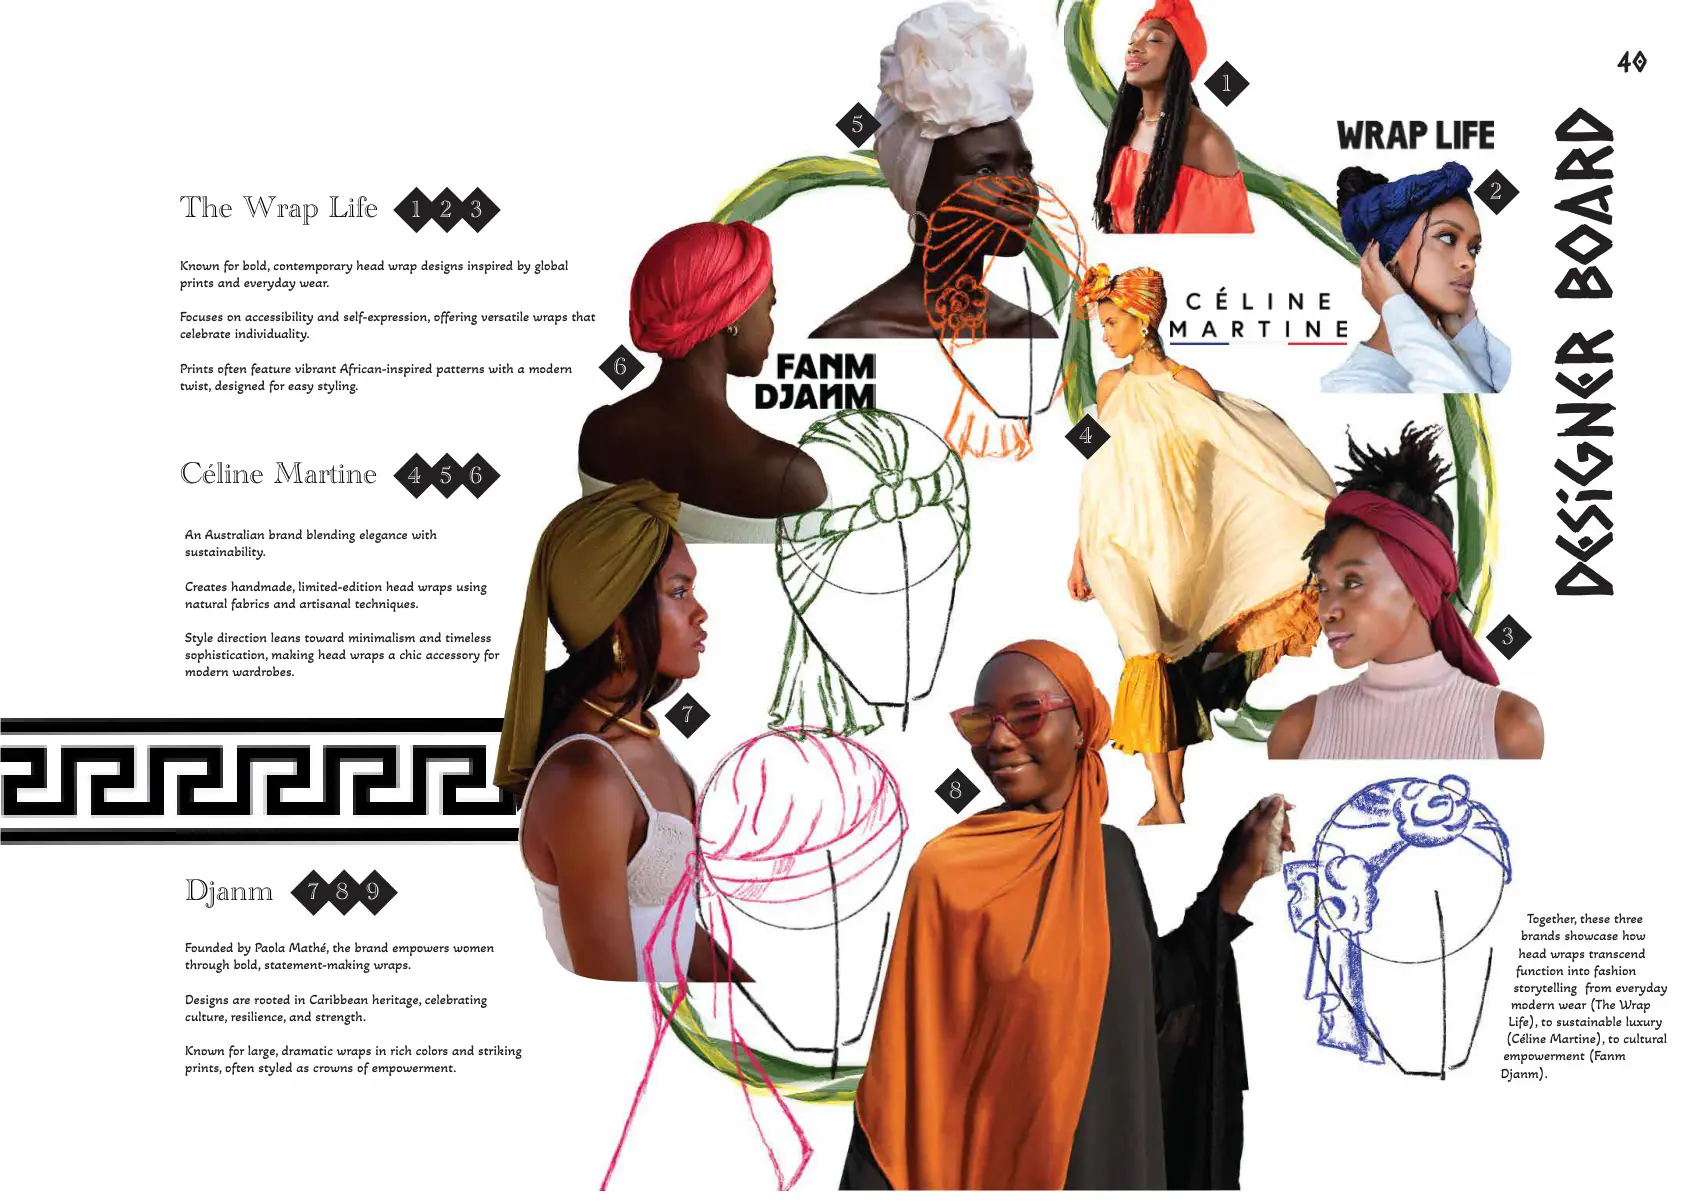 40
DESIGNER BOARD
The Wrap Life 1 2 3
Known for bold, contemporary head wrap designs inspired by global
prints and everyday wear.
Focuses on accessibility and self-expression, offering versatile wraps that
celebrate individuality.
Prints often feature vibrant African-inspired patterns with a modern
twist, designed for easy styling.
Céline Martine 4 5 6
An Australian brand blending elegance with
sustainability.
Creates handmade, limited-edition head wraps using
natural fabrics and artisanal techniques.
Style direction leans toward minimalism and timeless
sophistication, making head wraps a chic accessory for
modern wardrobes.
Djanm 7 8 9
Founded by Paola Mathé, the brand empowers women
through bold, statement-making wraps.
Designs are rooted in Caribbean heritage, celebrating
culture, resilience, and strength.
Known for large, dramatic wraps in rich colors and striking
prints, often styled as crowns of empowerment.
5
1
WRAP LIFE
2
CÉLINE
MARTINE
6
FANM
DJANM
4
3
7
8
Together, these three
brands showcase how
head wraps transcend
function into fashion
storytelling from everyday
modern wear (The Wrap
Life), to sustainable luxury
(Céline Martine), to cultural
empowerment (Fanm
Djanm).